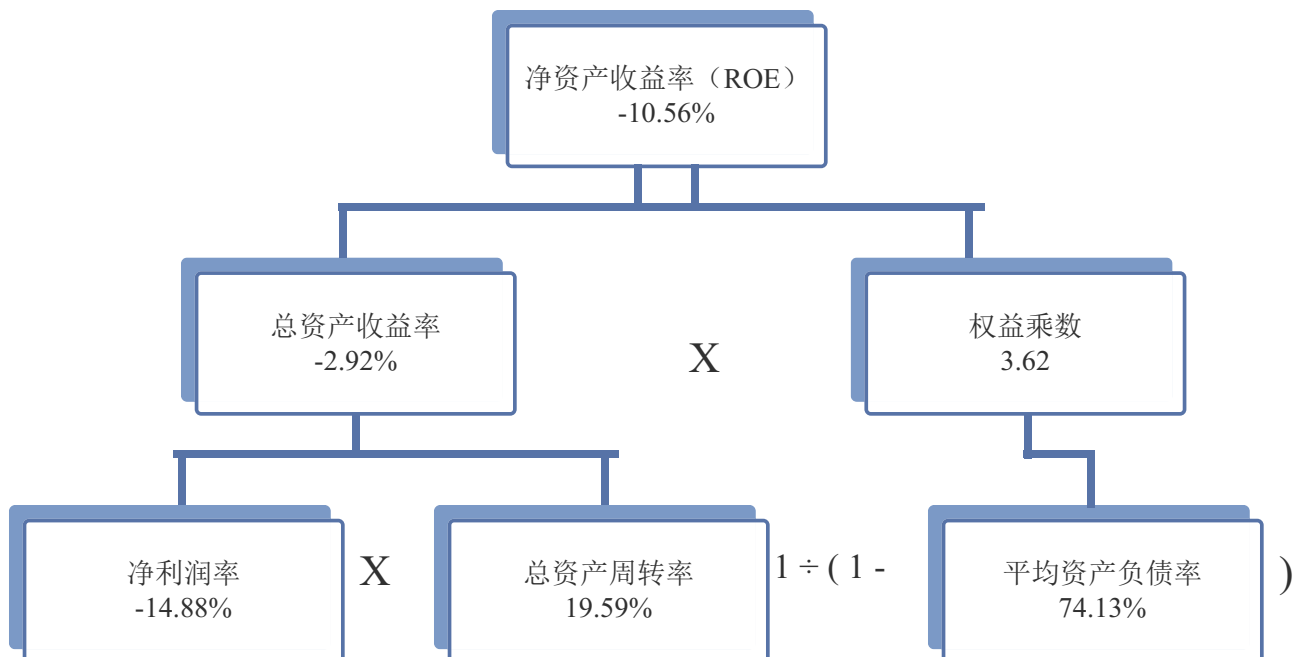 净资产收益率（ROE）
-10.56%
总资产收益率
-2.92%
X
权益乘数
3.62
净利润率
-14.88%
X
总资产周转率
19.59%
1 ÷ ( 1 -
平均资产负债率
74.13%
)